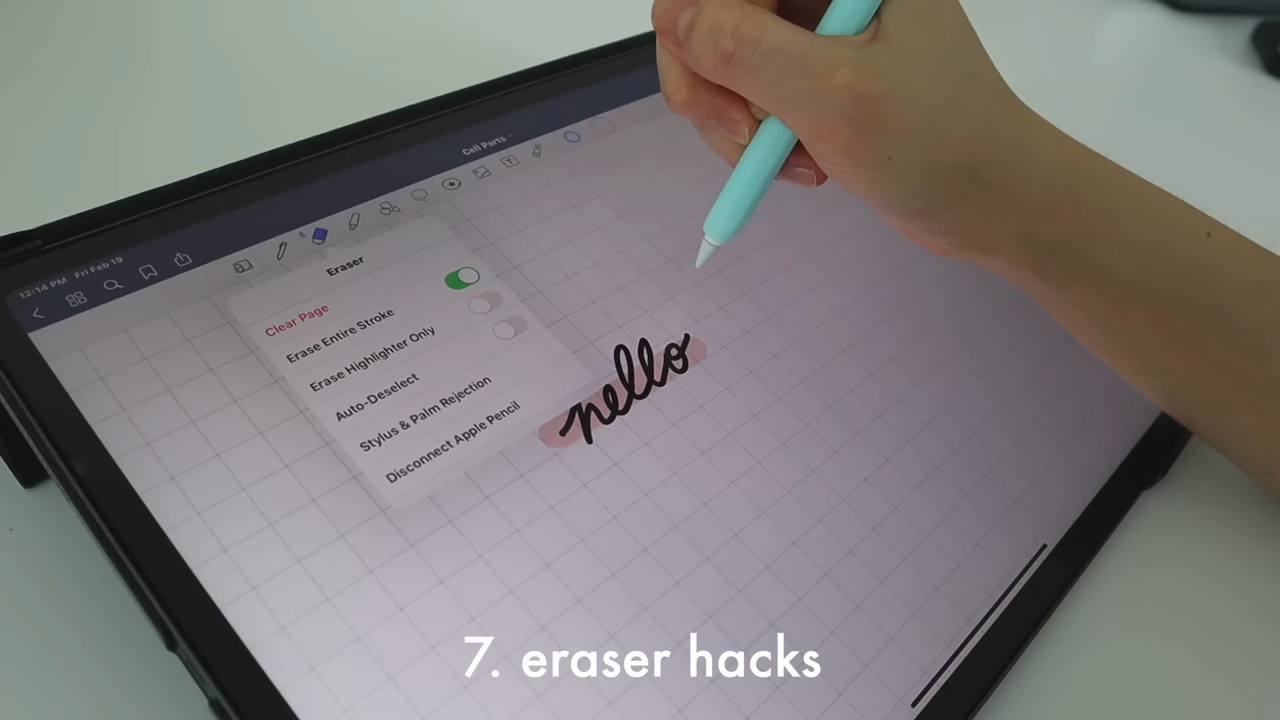 12:14 PM Fri Feb 19
Cell Parts
Eraser
Clear Page
Erase Entire Stroke
Erase Highlighter Only
Auto-Deselect
Stylus & Palm Rejection
Disconnect Apple Pencil
hello
7. eraser hacks